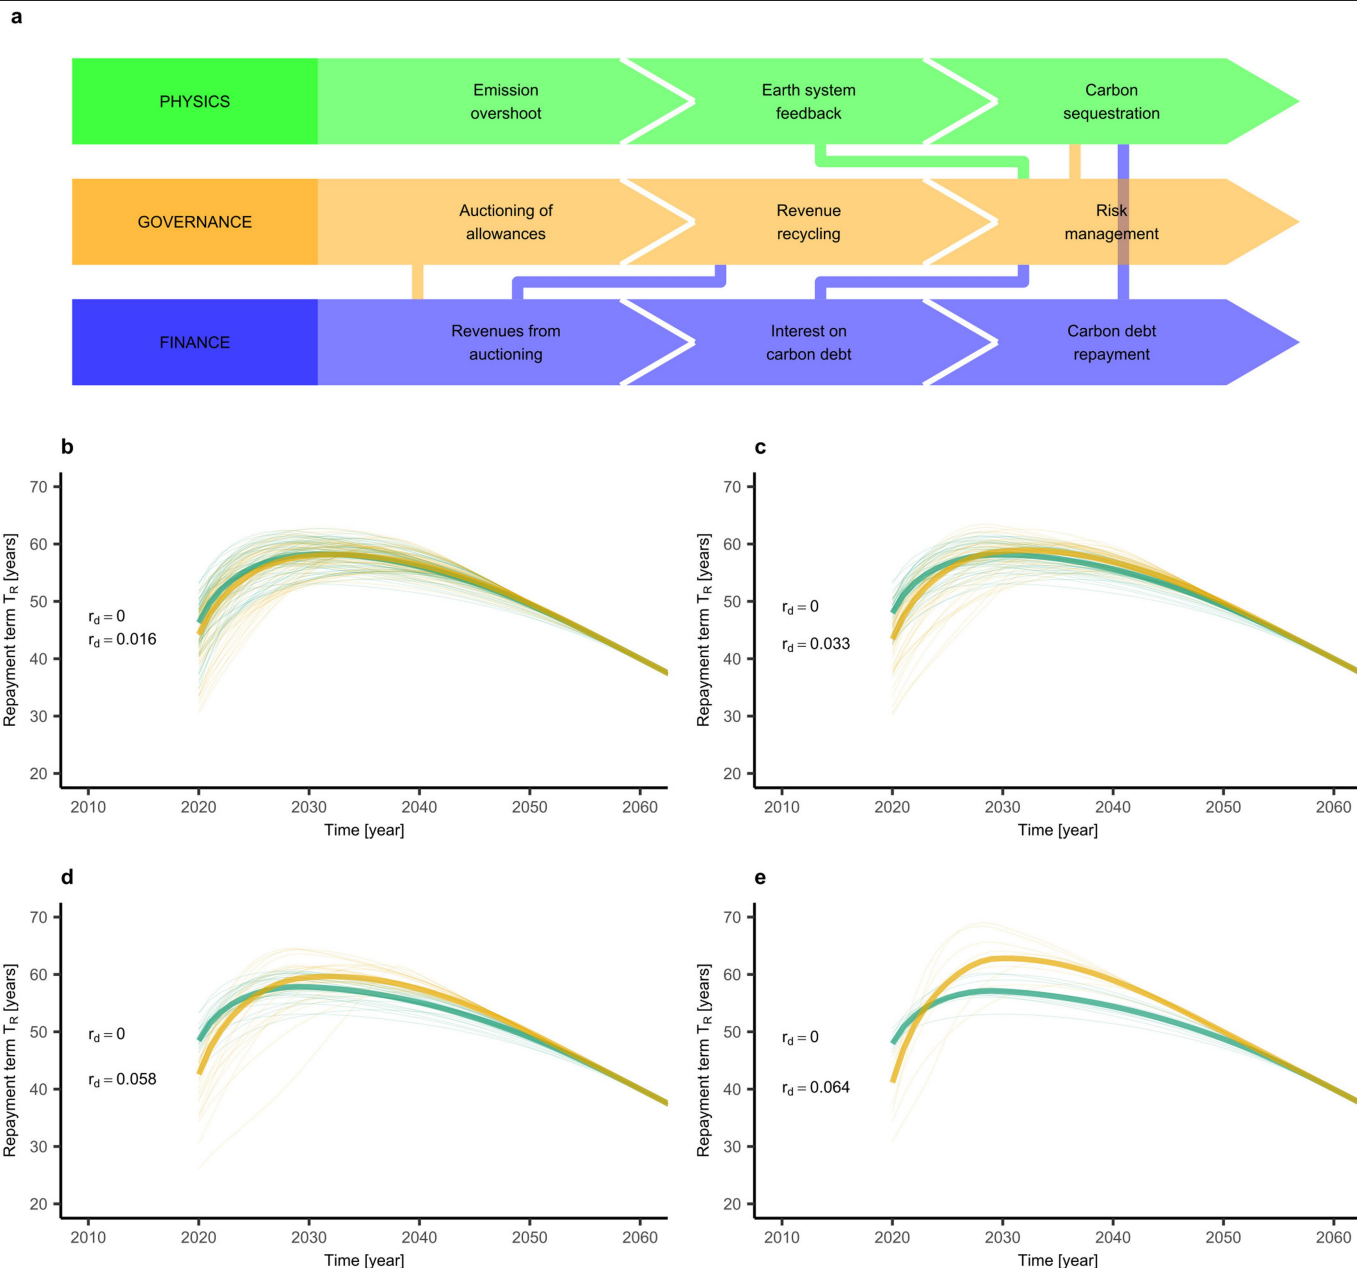 a
PHYSICS
Emission
overshoot
Earth system
feedback
Carbon
sequestration
GOVERNANCE
Auctioning of
allowances
Revenue
recycling
Risk
management
FINANCE
Revenues from
auctioning
Interest on
carbon debt
Carbon debt
repayment
b
Repayment term T_R [years]
70
60
50
40
30
20
r_d = 0
r_d = 0.016
2010 2020 2030 2040 2050 2060
Time [year]
c
Repayment term T_R [years]
70
60
50
40
30
20
r_d = 0
r_d = 0.033
2010 2020 2030 2040 2050 2060
Time [year]
d
Repayment term T_R [years]
70
60
50
40
30
20
r_d = 0
r_d = 0.058
2010 2020 2030 2040 2050 2060
Time [year]
e
Repayment term T_R [years]
70
60
50
40
30
20
r_d = 0
r_d = 0.064
2010 2020 2030 2040 2050 2060
Time [year]